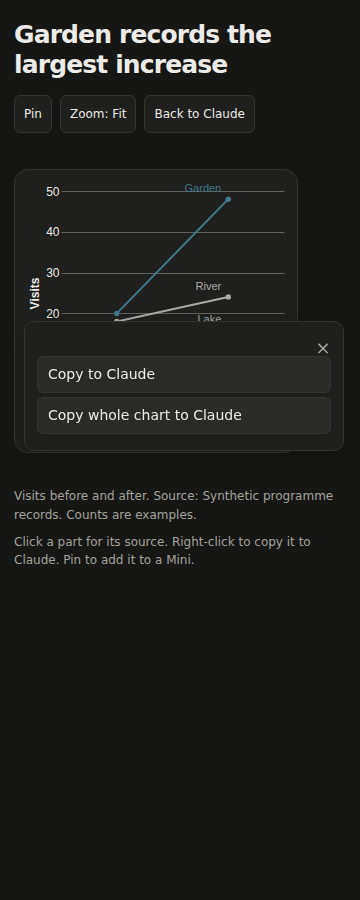 Garden records the
largest increase
Pin
Zoom: Fit
Back to Claude
50
Garden
40
30
River
Visits
20
Lake
×
Copy to Claude
Copy whole chart to Claude
Visits before and after. Source: Synthetic programme
records. Counts are examples.
Click a part for its source. Right-click to copy it to
Claude. Pin to add it to a Mini.